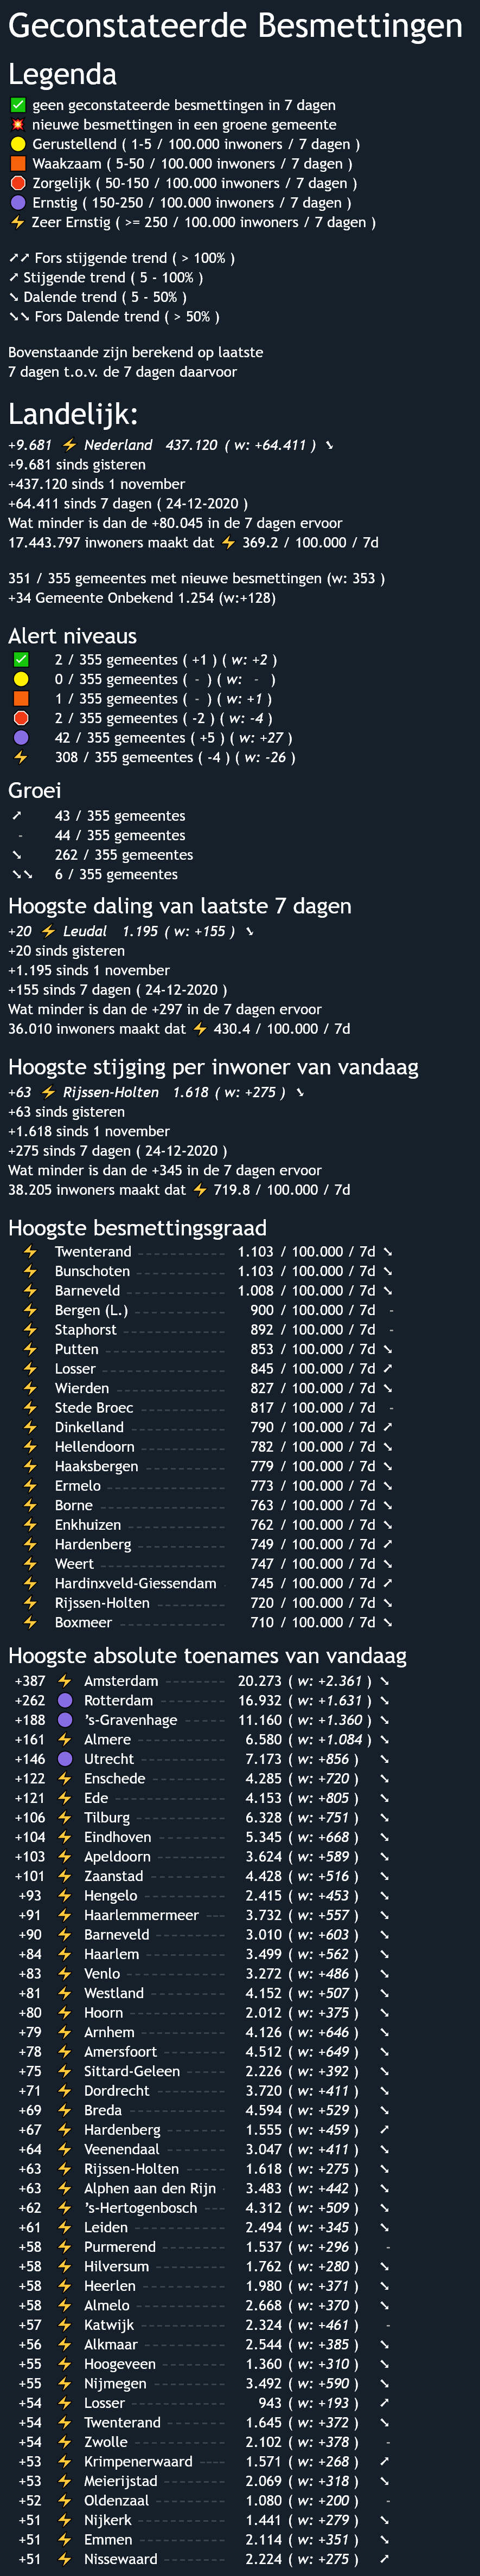 Geconstateerde Besmettingen
Legenda
✅ geen geconstateerde besmettingen in 7 dagen
💥 nieuwe besmettingen in een groene gemeente
🟡 Gerustellend ( 1-5 / 100.000 inwoners / 7 dagen )
🟧 Waakzaam ( 5-50 / 100.000 inwoners / 7 dagen )
🛑 Zorgelijk ( 50-150 / 100.000 inwoners / 7 dagen )
🟣 Ernstig ( 150-250 / 100.000 inwoners / 7 dagen )
⚡ Zeer Ernstig ( >= 250 / 100.000 inwoners / 7 dagen )
↗↗ Fors stijgende trend ( > 100% )
↗ Stijgende trend ( 5 - 100% )
↘ Dalende trend ( 5 - 50% )
↘↘ Fors Dalende trend ( > 50% )
Bovenstaande zijn berekend op laatste
7 dagen t.o.v. de 7 dagen daarvoor
Landelijk:
+9.681 ⚡ Nederland 437.120 ( w: +64.411 ) ↘
+9.681 sinds gisteren
+437.120 sinds 1 november
+64.411 sinds 7 dagen ( 24-12-2020 )
Wat minder is dan de +80.045 in de 7 dagen ervoor
17.443.797 inwoners maakt dat ⚡ 369.2 / 100.000 / 7d
351 / 355 gemeentes met nieuwe besmettingen (w: 353 )
+34 Gemeente Onbekend 1.254 (w:+128)
Alert niveaus
✅ 2 / 355 gemeentes ( +1 ) ( w: +2 )
🟡 0 / 355 gemeentes ( - ) ( w: - )
🟧 1 / 355 gemeentes ( - ) ( w: +1 )
🛑 2 / 355 gemeentes ( -2 ) ( w: -4 )
🟣 42 / 355 gemeentes ( +5 ) ( w: +27 )
⚡ 308 / 355 gemeentes ( -4 ) ( w: -26 )
Groei
↗ 43 / 355 gemeentes
- 44 / 355 gemeentes
↘ 262 / 355 gemeentes
↘↘ 6 / 355 gemeentes
Hoogste daling van laatste 7 dagen
+20 ⚡ Leudal 1.195 ( w: +155 ) ↘
+20 sinds gisteren
+1.195 sinds 1 november
+155 sinds 7 dagen ( 24-12-2020 )
Wat minder is dan de +297 in de 7 dagen ervoor
36.010 inwoners maakt dat ⚡ 430.4 / 100.000 / 7d
Hoogste stijging per inwoner van vandaag
+63 ⚡ Rijssen-Holten 1.618 ( w: +275 ) ↘
+63 sinds gisteren
+1.618 sinds 1 november
+275 sinds 7 dagen ( 24-12-2020 )
Wat minder is dan de +345 in de 7 dagen ervoor
38.205 inwoners maakt dat ⚡ 719.8 / 100.000 / 7d
Hoogste besmettingsgraad
⚡ Twenterand 1.103 / 100.000 / 7d ↘
⚡ Bunschoten 1.103 / 100.000 / 7d ↘
⚡ Barneveld 1.008 / 100.000 / 7d ↘
⚡ Bergen (L.) 900 / 100.000 / 7d -
⚡ Staphorst 892 / 100.000 / 7d -
⚡ Putten 853 / 100.000 / 7d ↘
⚡ Losser 845 / 100.000 / 7d ↗
⚡ Wierden 827 / 100.000 / 7d ↘
⚡ Stede Broec 817 / 100.000 / 7d -
⚡ Dinkelland 790 / 100.000 / 7d ↗
⚡ Hellendoorn 782 / 100.000 / 7d ↘
⚡ Haaksbergen 779 / 100.000 / 7d ↘
⚡ Ermelo 773 / 100.000 / 7d ↘
⚡ Borne 763 / 100.000 / 7d ↘
⚡ Enkhuizen 762 / 100.000 / 7d ↘
⚡ Hardenberg 749 / 100.000 / 7d ↗
⚡ Weert 747 / 100.000 / 7d ↘
⚡ Hardinxveld-Giessendam 745 / 100.000 / 7d ↗
⚡ Rijssen-Holten 720 / 100.000 / 7d ↘
⚡ Boxmeer 710 / 100.000 / 7d ↘
Hoogste absolute toenames van vandaag
+387 ⚡ Amsterdam 20.273 ( w: +2.361 ) ↘
+262 🟣 Rotterdam 16.932 ( w: +1.631 ) ↘
+188 🟣 's-Gravenhage 11.160 ( w: +1.360 ) ↘
+161 ⚡ Almere 6.580 ( w: +1.084 ) ↘
+146 🟣 Utrecht 7.173 ( w: +856 ) ↘
+122 ⚡ Enschede 4.285 ( w: +720 ) ↘
+121 ⚡ Ede 4.153 ( w: +805 ) ↘
+106 ⚡ Tilburg 6.328 ( w: +751 ) ↘
+104 ⚡ Eindhoven 5.345 ( w: +668 ) ↘
+103 ⚡ Apeldoorn 3.624 ( w: +589 ) ↘
+101 ⚡ Zaanstad 4.428 ( w: +516 ) ↘
+93 ⚡ Hengelo 2.415 ( w: +453 ) ↘
+91 ⚡ Haarlemmermeer 3.732 ( w: +557 ) ↘
+90 ⚡ Barneveld 3.010 ( w: +603 ) ↘
+84 ⚡ Haarlem 3.499 ( w: +562 ) ↘
+83 ⚡ Venlo 3.272 ( w: +486 ) ↘
+81 ⚡ Westland 4.152 ( w: +507 ) ↘
+80 ⚡ Hoorn 2.012 ( w: +375 ) ↘
+79 ⚡ Arnhem 4.126 ( w: +646 ) ↘
+78 ⚡ Amersfoort 4.512 ( w: +649 ) ↘
+75 ⚡ Sittard-Geleen 2.226 ( w: +392 ) ↘
+71 ⚡ Dordrecht 3.720 ( w: +411 ) ↘
+69 ⚡ Breda 4.594 ( w: +529 ) ↘
+67 ⚡ Hardenberg 1.555 ( w: +459 ) ↗
+64 ⚡ Veenendaal 3.047 ( w: +411 ) ↘
+63 ⚡ Rijssen-Holten 1.618 ( w: +275 ) ↘
+63 ⚡ Alphen aan den Rijn 3.483 ( w: +442 ) ↘
+62 ⚡ 's-Hertogenbosch 4.312 ( w: +509 ) ↘
+61 ⚡ Leiden 2.494 ( w: +345 ) ↘
+58 ⚡ Purmerend 1.537 ( w: +296 ) -
+58 ⚡ Hilversum 1.762 ( w: +280 ) ↘
+58 ⚡ Heerlen 1.980 ( w: +371 ) ↘
+58 ⚡ Almelo 2.668 ( w: +370 ) ↘
+57 ⚡ Katwijk 2.324 ( w: +461 ) -
+56 ⚡ Alkmaar 2.544 ( w: +385 ) ↘
+55 ⚡ Hoogeveen 1.360 ( w: +310 ) ↘
+55 ⚡ Nijmegen 3.492 ( w: +590 ) ↘
+54 ⚡ Losser 943 ( w: +193 ) ↗
+54 ⚡ Twenterand 1.645 ( w: +372 ) ↘
+54 ⚡ Zwolle 2.102 ( w: +378 ) -
+53 ⚡ Krimpenerwaard 1.571 ( w: +268 ) ↗
+53 ⚡ Meierijstad 2.069 ( w: +318 ) ↘
+52 ⚡ Oldenzaal 1.080 ( w: +200 ) -
+51 ⚡ Nijkerk 1.441 ( w: +279 ) ↘
+51 ⚡ Emmen 2.114 ( w: +351 ) ↘
+51 ⚡ Nissewaard 2.224 ( w: +275 ) ↗